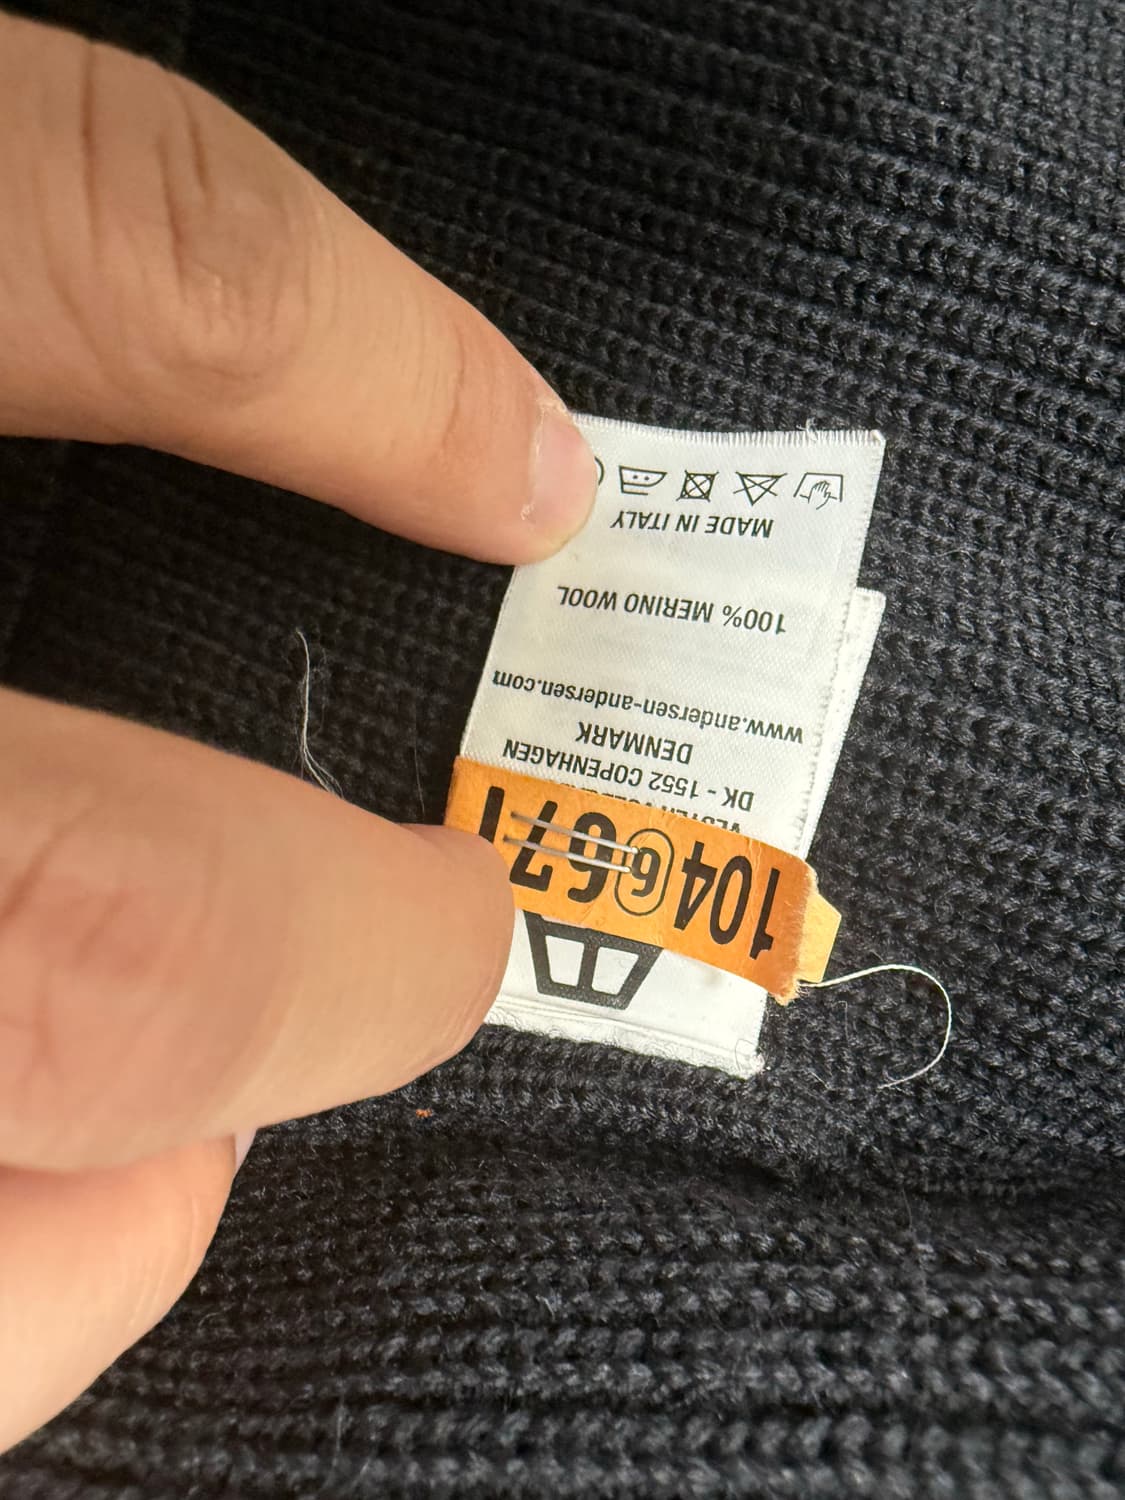 104 6 671
DK - 1552 COPENHAGEN
DENMARK
www.andersen-andersen.com
100% MERINO WOOL
MADE IN ITALY